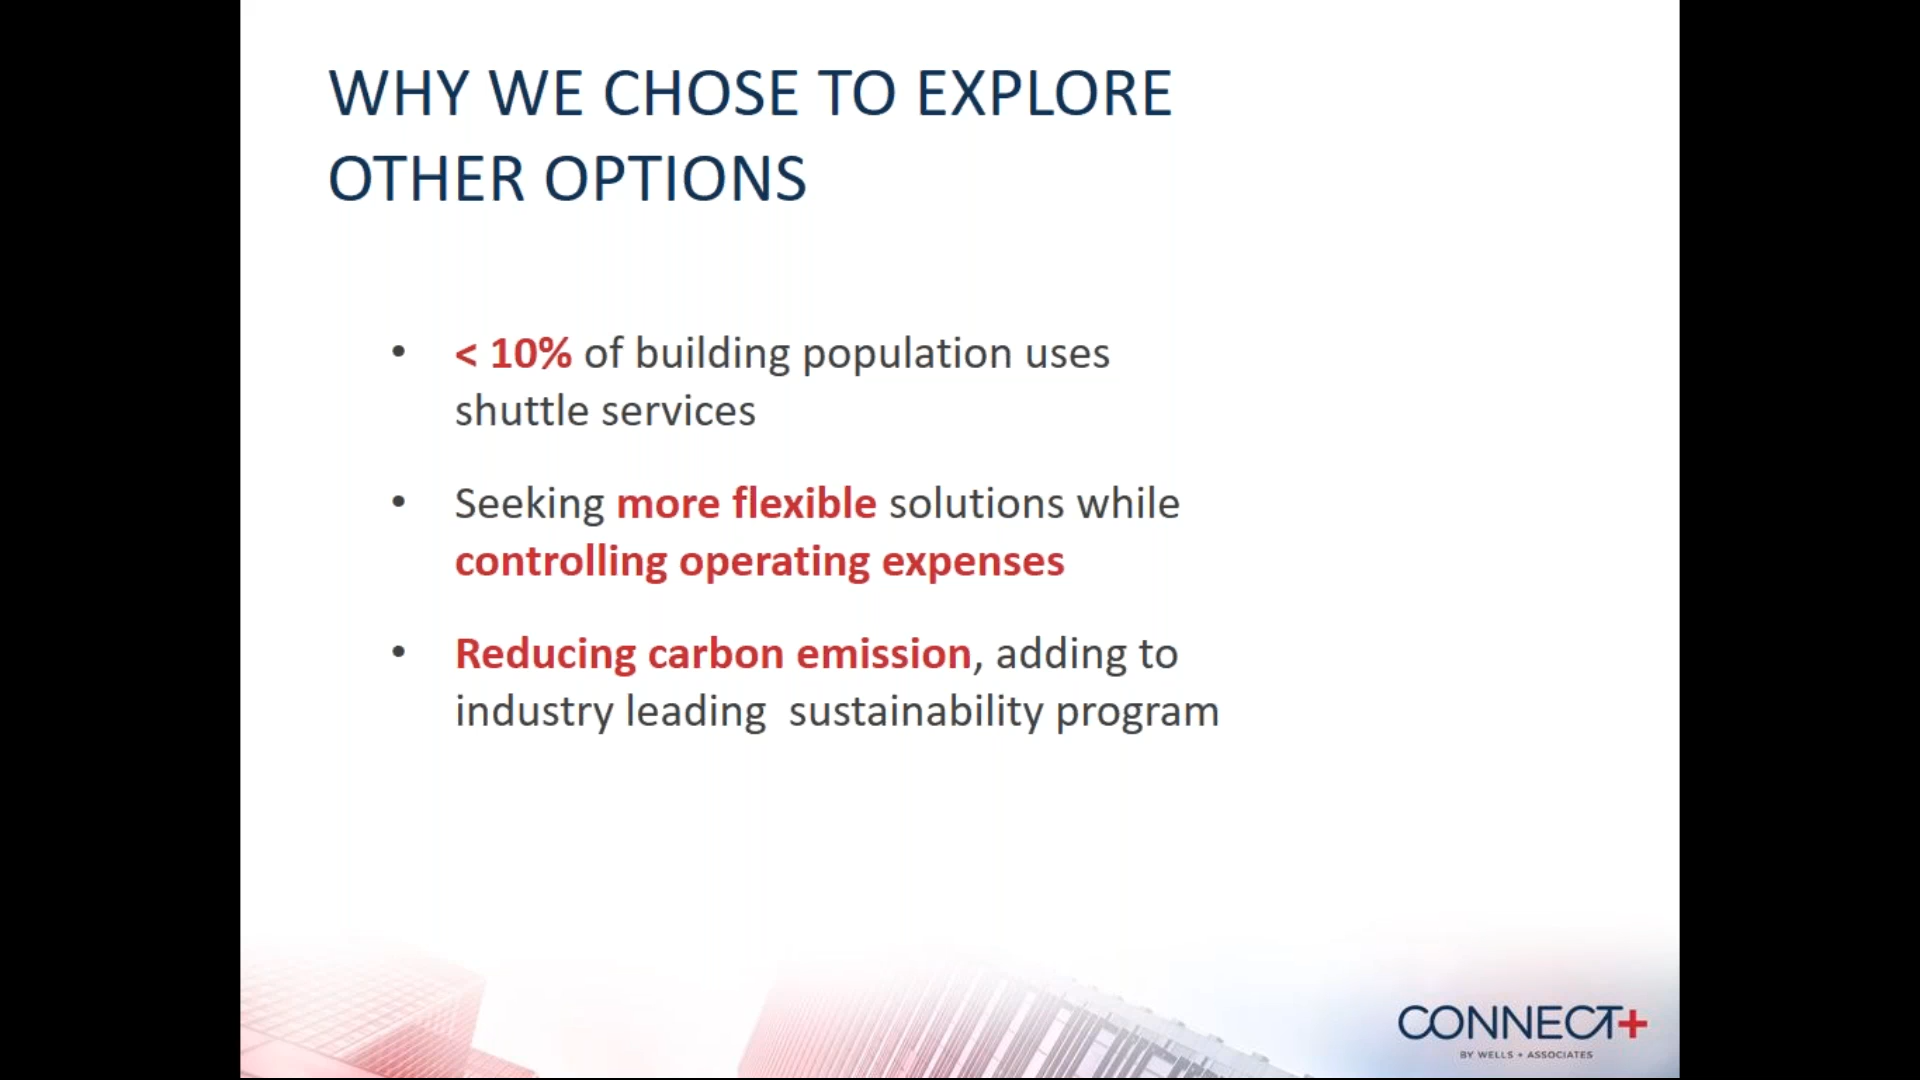 WHY WE CHOSE TO EXPLORE
OTHER OPTIONS
• < 10% of building population uses
shuttle services
• Seeking more flexible solutions while
controlling operating expenses
• Reducing carbon emission, adding to
industry leading  sustainability program
CONNECT+
BY WELLS + ASSOCIATES